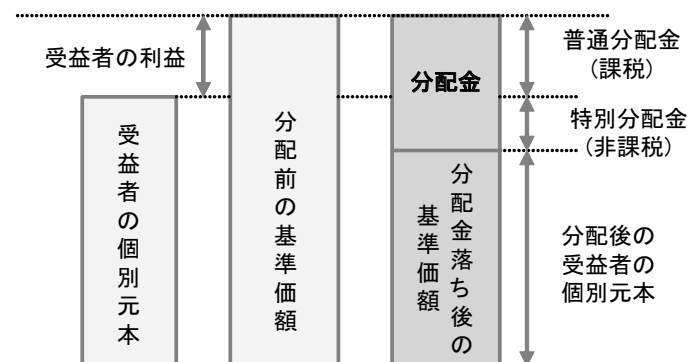 受益者の利益
受益者の個別元本
分配前の基準価額
分配金
分配金落ち後の
基準価額
普通分配金
(課税)
特別分配金
(非課税)
分配後の
受益者の
個別元本